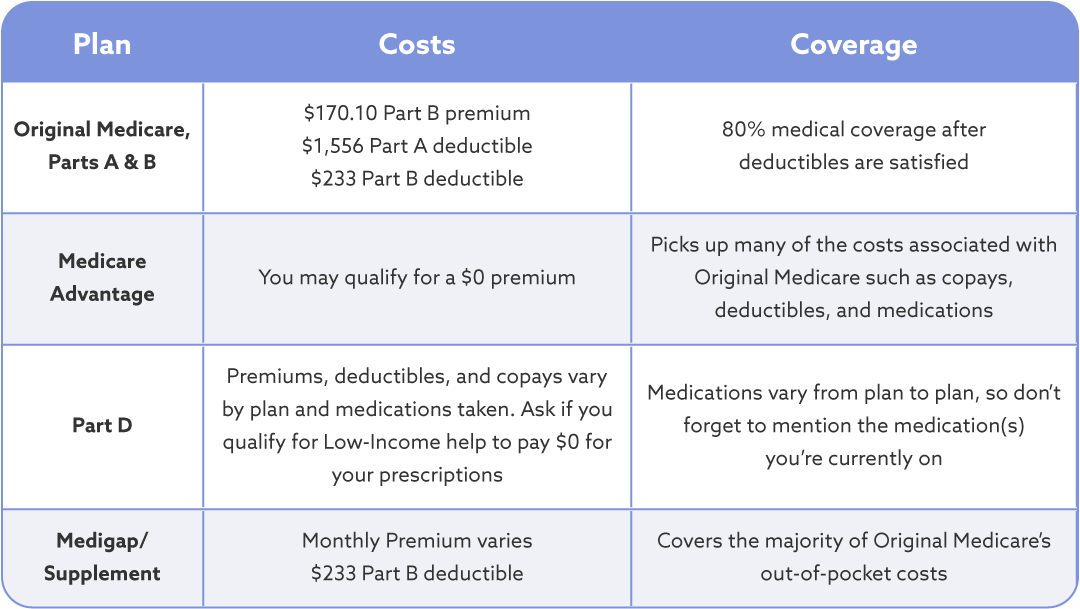 Plan
Costs
Coverage
Original Medicare,
Parts A & B
$170.10 Part B premium
$1,556 Part A deductible
$233 Part B deductible
80% medical coverage after
deductibles are satisfied
Medicare
Advantage
You may qualify for a $0 premium
Picks up many of the costs associated with
Original Medicare such as copays,
deductibles, and medications
Part D
Premiums, deductibles, and copays vary
by plan and medications taken. Ask if you
qualify for Low-Income help to pay $0 for
your prescriptions
Medications vary from plan to plan, so don’t
forget to mention the medication(s)
you’re currently on
Medigap/
Supplement
Monthly Premium varies
$233 Part B deductible
Covers the majority of Original Medicare’s
out-of-pocket costs